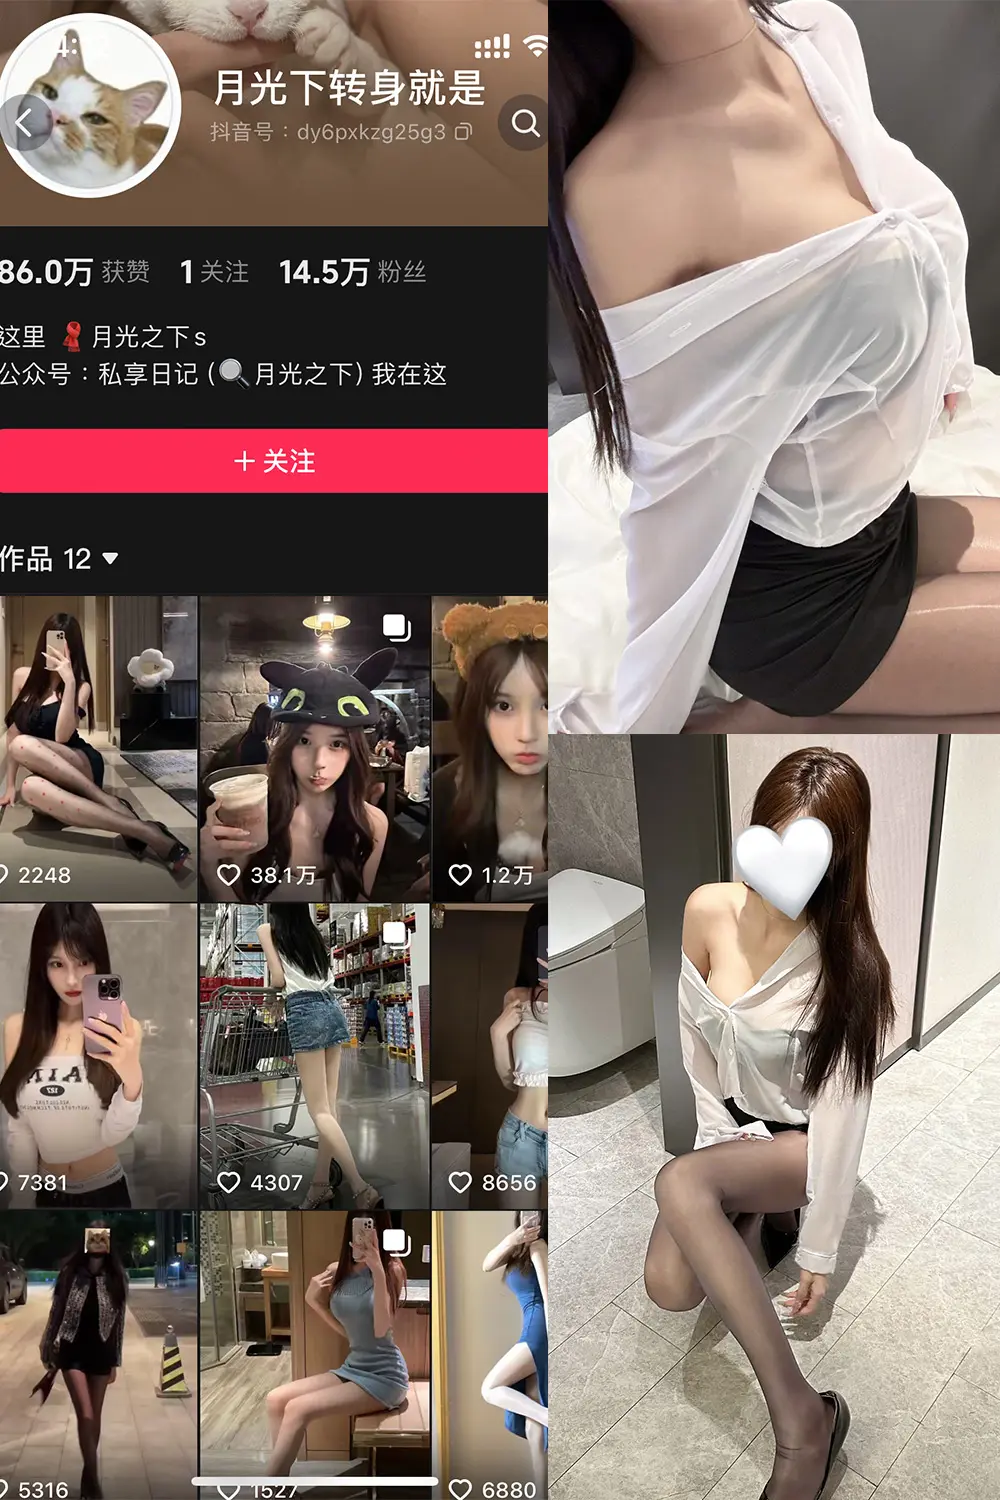 4:
月光下转身就是
抖音号：dy6pxkzg25g3
86.0万 获赞 1 关注 14.5万 粉丝
这里 月光之下s
公众号：私享日记 (🔍月光之下) 我在这
+ 关注
作品 12
2248
38.1万
1.2万
7381
4307
8656
5316
1527
6880